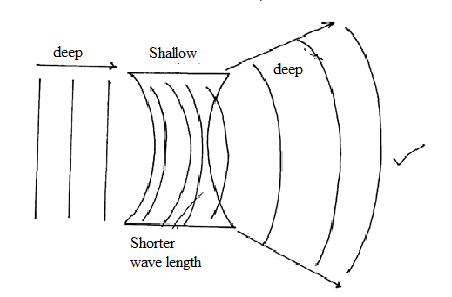 deep
Shallow
deep
Shorter
wave length